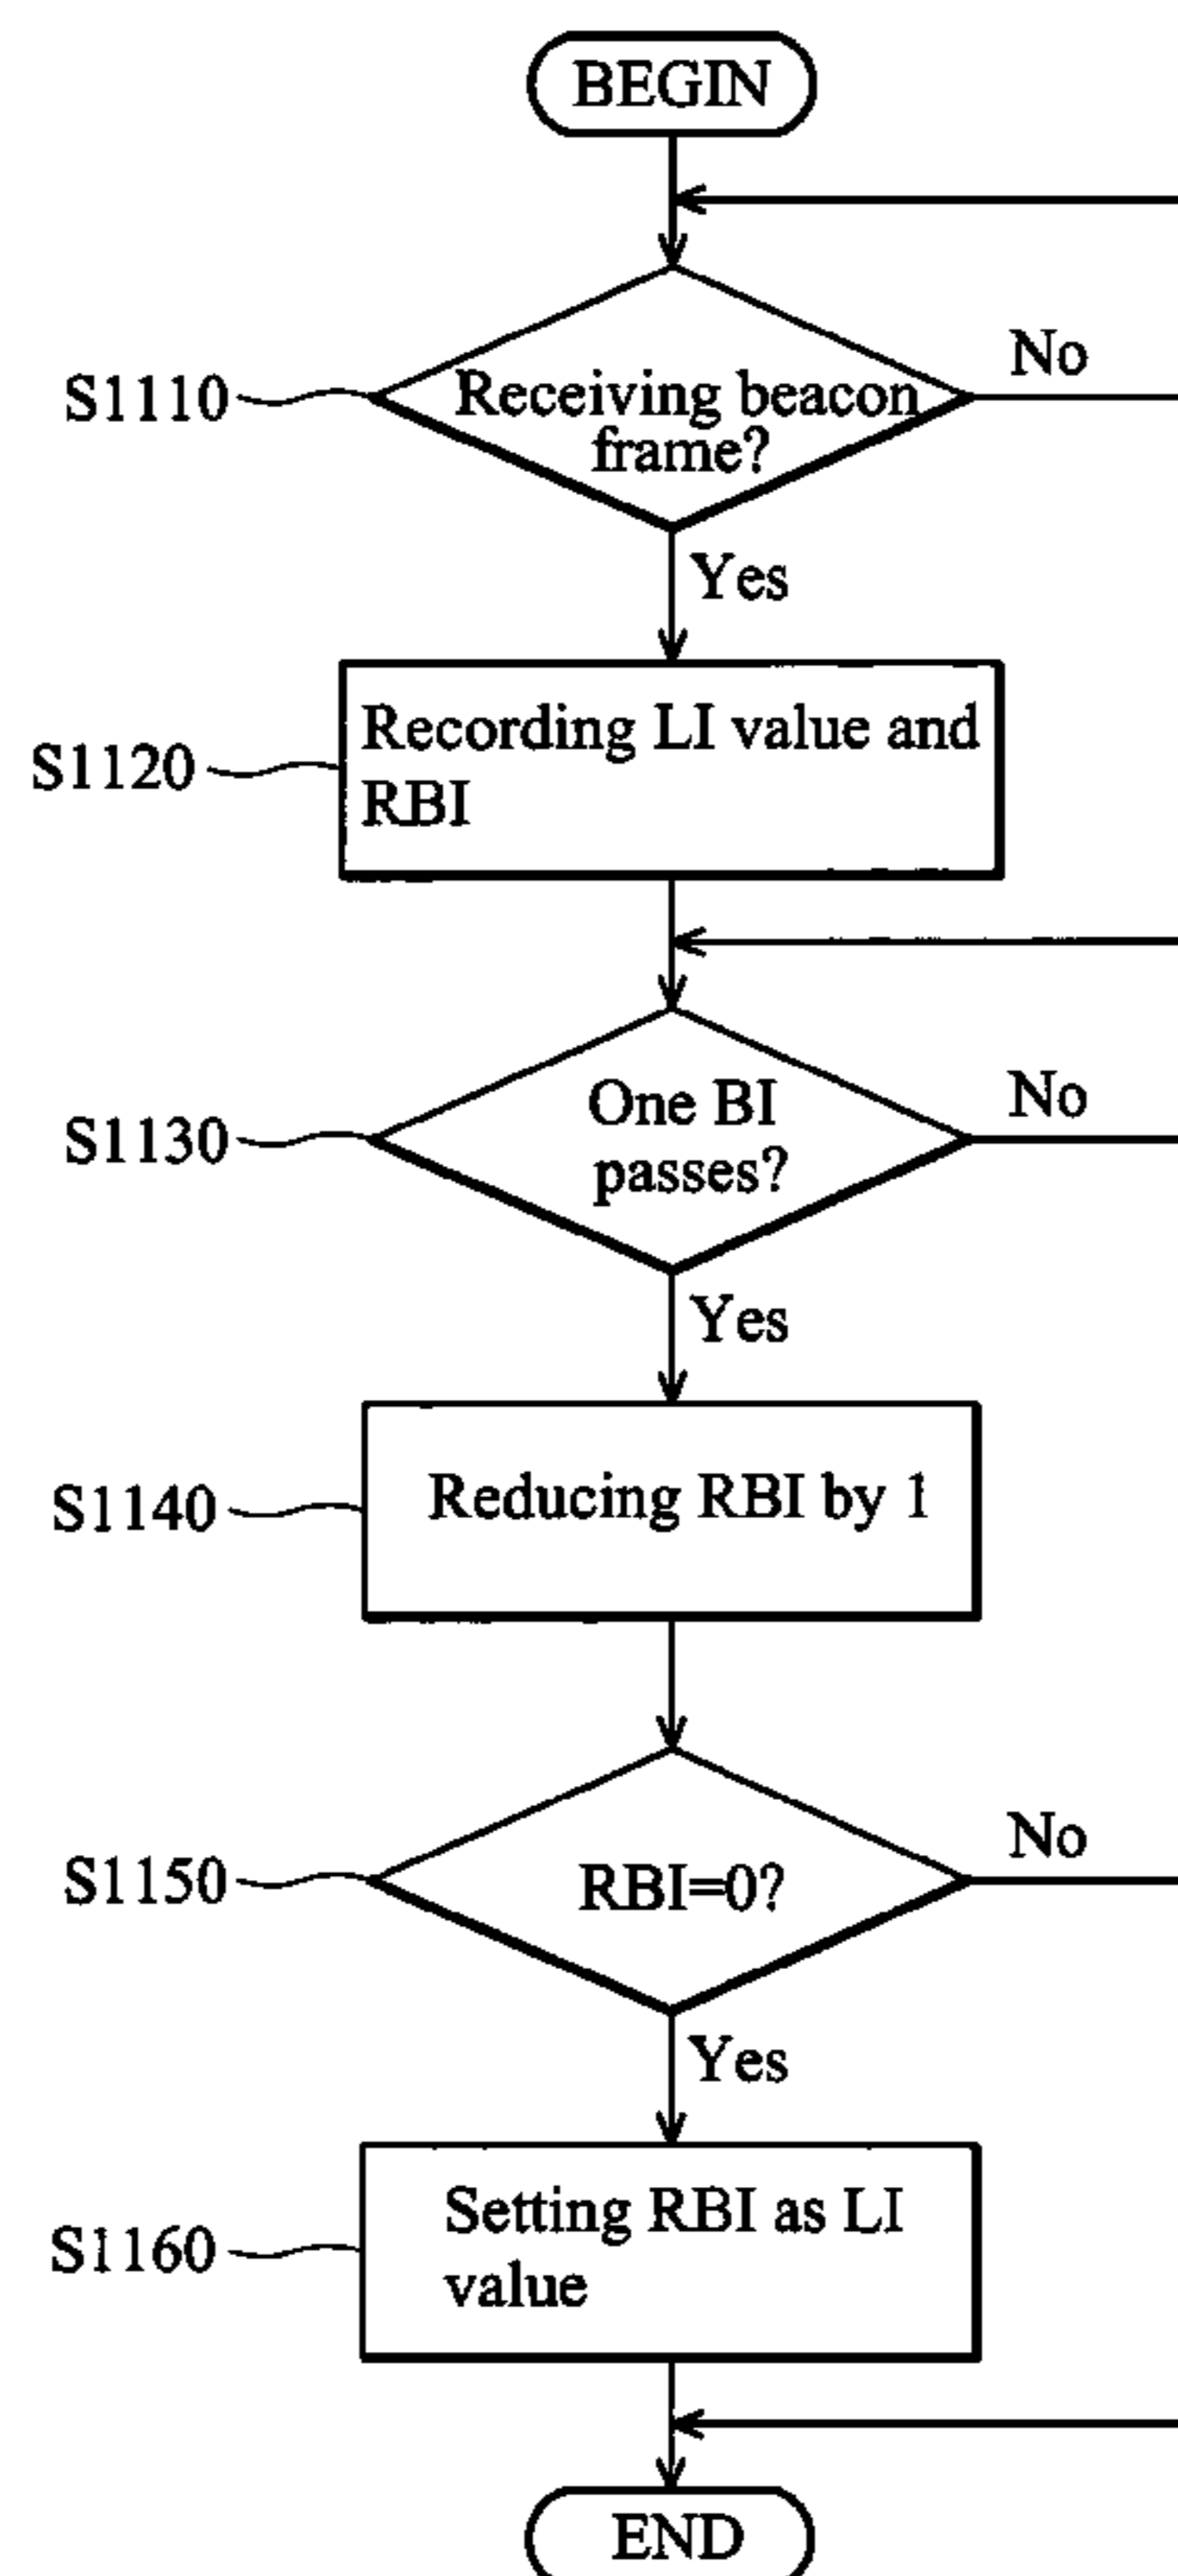 BEGIN
No
S1110
Receiving beacon
frame?
Yes
Recording LI value and
S1120
RBI
One BI
No
S1130
passes?
Yes
S1140
Reducing RBI by 1
No
S1150
RBI=0?
Yes
Setting RBI as LI
S1160
value
END